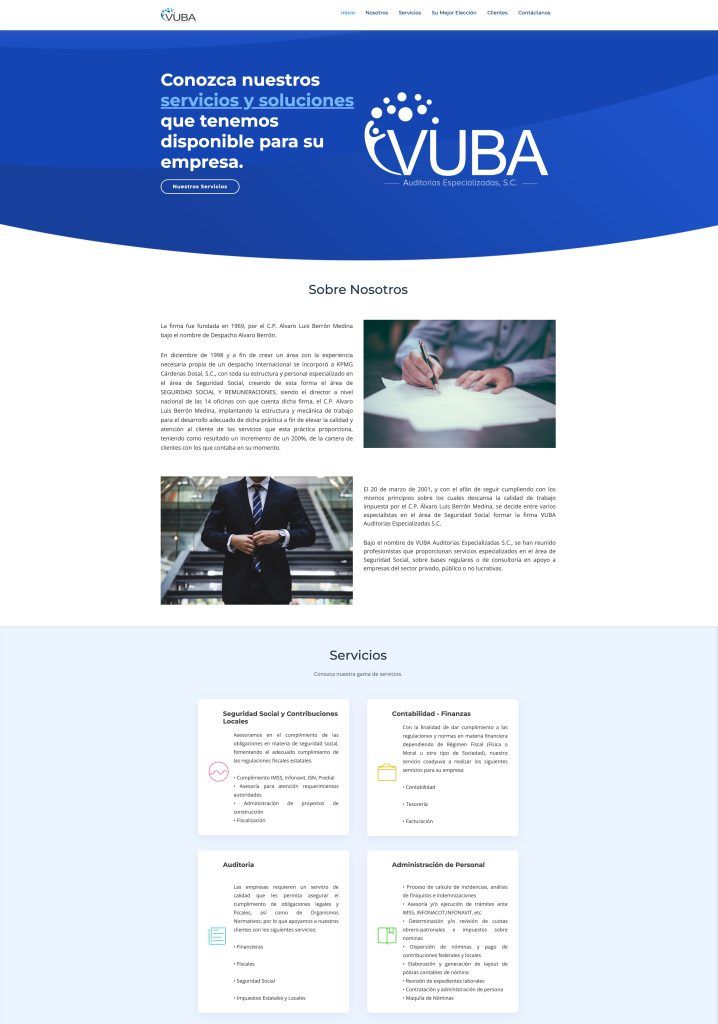 VUBA
Inicio
Nosotros
Servicios
Su Mejor Elección
Clientes
Contáctanos
Conozca nuestros
servicios y soluciones
que tenemos
disponible para su
empresa.
Nuestros Servicios
VUBA
Auditorías Especializadas, S.C.
Sobre Nosotros
La firma fue fundada en 1969, por el C.P. Alvaro Luis Berrón Medina
bajo el nombre de Despacho Alvaro Berrón.
En diciembre de 1998 y a fin de crear un área con la experiencia
necesaria propia de un despacho internacional se incorporó a KPMG
Cárdenas Dosal, S.C., con toda su estructura y personal especializado en
el área de Seguridad Social, creando de esta forma el área de
SEGURIDAD SOCIAL Y REMUNERACIONES, siendo el director a nivel
nacional de las 14 oficinas con que cuenta dicha firma, el C.P. Alvaro
Luis Berrón Medina, implantando la estructura y mecánica de trabajo
para el desarrollo adecuado de dicha práctica a fin de elevar la calidad y
atención al cliente de los servicios que esta práctica proporciona,
teniendo como resultado un incremento de un 200%, de la cartera de
clientes con los que contaba en su momento.
El 20 de marzo de 2001, y con el afán de seguir cumpliendo con los
mismos principios sobre los cuales descansa la calidad de trabajo
impuesta por el C.P. Álvaro Luis Berrón Medina, se decide entre varios
especialistas en el área de Seguridad Social formar la firma VUBA
Auditorias Especializadas S.C.
Bajo el nombre de VUBA Auditorías Especializadas S.C., se han reunido
profesionistas que proporcionan servicios especializados en el área de
Seguridad Social, sobre bases regulares o de consultoría en apoyo a
empresas del sector privado, público o no lucrativas.
Servicios
Conozca nuestra gama de servicios.
Seguridad Social y Contribuciones
Locales
Asesoramos en el cumplimiento de las
obligaciones en materia de seguridad social,
fomentando el adecuado cumplimiento de
las regulaciones fiscales estatales.
• Cumplimiento IMSS, Infonavit, ISN, Predial
• Asesoría para atención requerimientos
autoridades
• Administración de proyectos de
construcción
• Fiscalización
Contabilidad - Finanzas
Con la finalidad de dar cumplimiento a las
regulaciones y normas en materia financiera
dependiendo de Régimen Fiscal (Física o
Moral u otro tipo de Sociedad), nuestro
servicio coadyuva a realizar los siguientes
servicios para su empresa:
• Contabilidad
• Tesorería
• Facturación
Auditoria
Las empresas requieren un servicio de
calidad que les permita asegurar el
cumplimiento de obligaciones legales y
fiscales, así como de Organismos
Normativos; por lo que apoyamos a nuestros
clientes con los siguientes servicios:
• Financieras
• Fiscales
• Seguridad Social
• Impuestos Estatales y Locales
Administración de Personal
• Proceso de calculo de incidencias, análisis
de finiquitos e indemnizaciones
• Asesoría y/o ejecución de trámites ante
IMSS, INFONACOT,INFONAVIT, etc.
• Determinación y/o revisión de cuotas
obrero-patronales e impuestos sobre
nominas
• Dispersión de nóminas y pago de
contribuciones federales y locales
• Elaboración y generación de layout de
pólizas contables de nómina
• Revisión de expedientes laborales
• Contratación y administración de persona
• Maquila de Nóminas